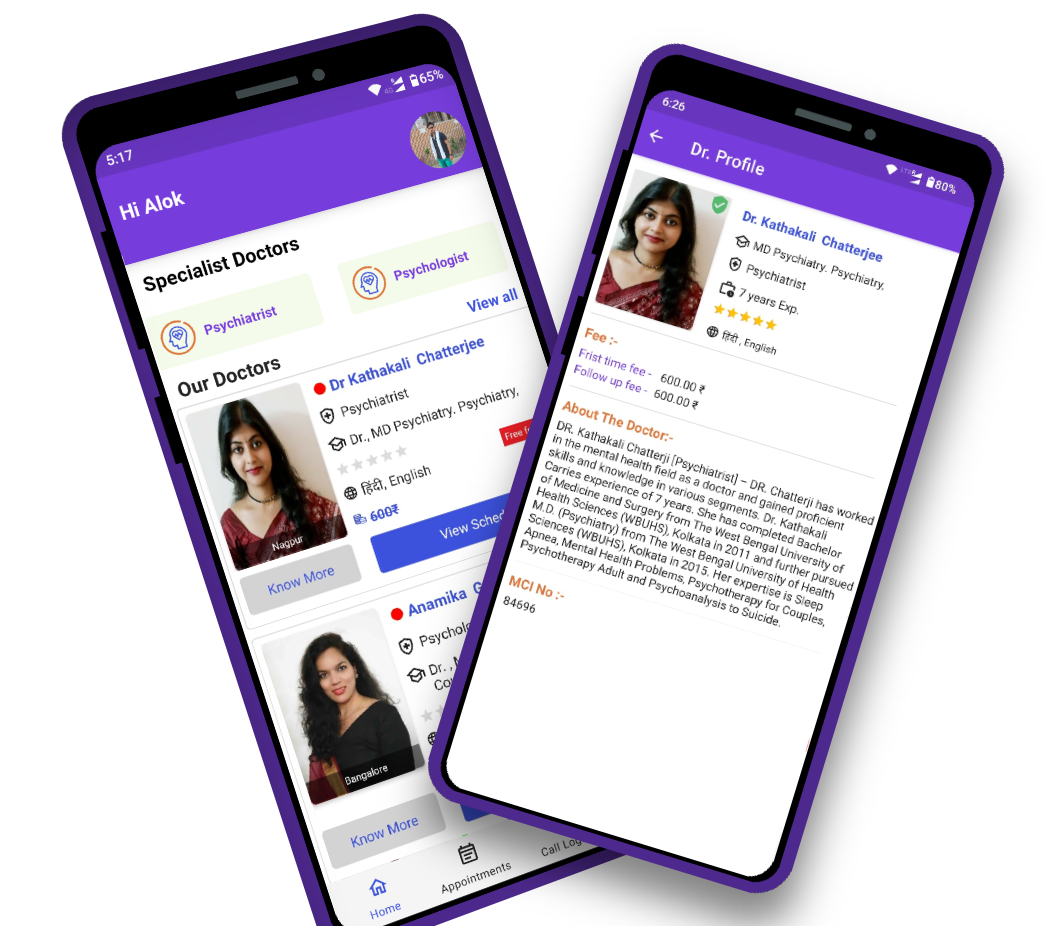 5:17
4G
65%
Hi Alok
Specialist Doctors
Psychiatrist
Psychologist
View all
Our Doctors
Dr Kathakali Chatterjee
Psychiatrist
Dr., MD Psychiatry. Psychiatry,
Free
हिंदी, English
600₹
Nagpur
Know More
View Sched
Anamika G
Psycholo
Dr. ,
Cou
Bangalore
Know More
Home
Appointments
Call Log
6:26
LTE
80%
Dr. Profile
Dr. Kathakali Chatterjee
MD Psychiatry. Psychiatry,
Psychiatrist
7 years Exp.
हिंदी , English
Fee :-
Frist time fee - 600.00 ₹
Follow up fee - 600.00 ₹
About The Doctor:-
DR. Kathakali Chatterji [Psychiatrist] – DR. Chatterji has worked
in the mental health field as a doctor and gained proficient
skills and knowledge in various segments. Dr. Kathakali
Carries experience of 7 years. She has completed Bachelor
of Medicine and Surgery from The West Bengal University of
Health Sciences (WBUHS), Kolkata in 2011 and further pursued
M.D. (Psychiatry) from The West Bengal University of Health
Sciences (WBUHS), Kolkata in 2015. Her expertise is Sleep
Apnea, Mental Health Problems, Psychotherapy for Couples,
Psychotherapy Adult and Psychoanalysis to Suicide.
MCI No :-
84696